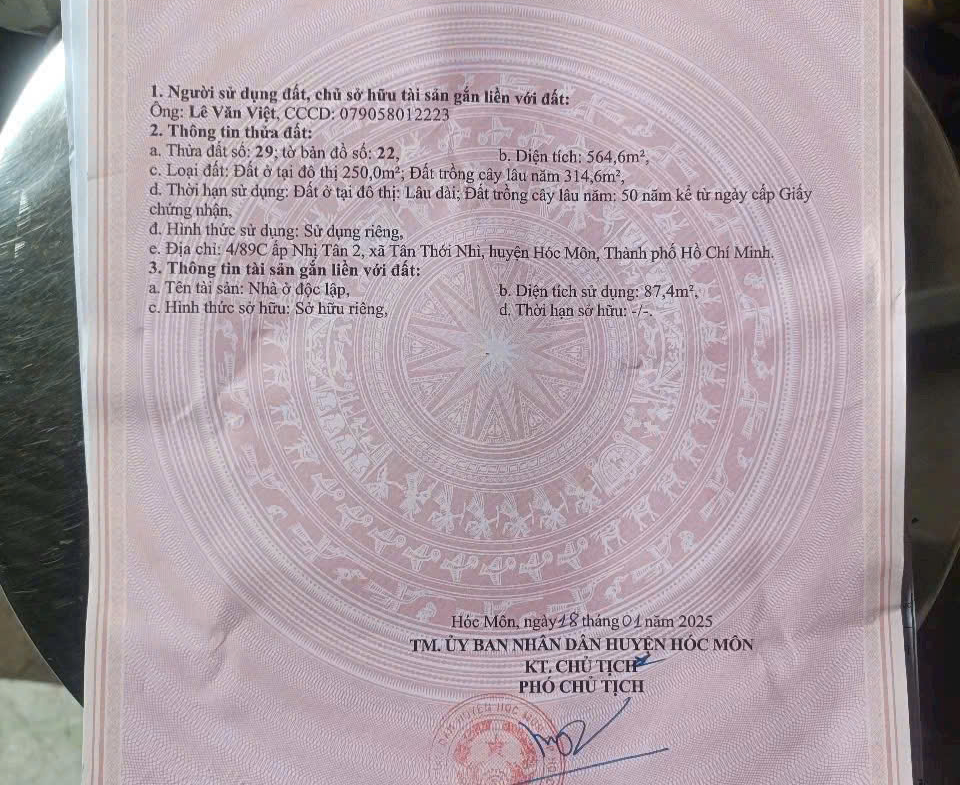 1. Người sử dụng đất, chủ sở hữu tài sản gắn liền với đất:
Ông: Lê Văn Việt, CCCD: 079058012223
2. Thông tin thửa đất:
a. Thửa đất số: 29; tờ bản đồ số: 22, b. Diện tích: 564,6m²,
c. Loại đất: Đất ở tại đô thị 250,0m²; Đất trồng cây lâu năm 314,6m²,
d. Thời hạn sử dụng: Đất ở tại đô thị: Lâu dài; Đất trồng cây lâu năm: 50 năm kể từ ngày cấp Giấy
chứng nhận,
đ. Hình thức sử dụng: Sử dụng riêng,
e. Địa chỉ: 4/89C ấp Nhị Tân 2, xã Tân Thới Nhì, huyện Hóc Môn, Thành phố Hồ Chí Minh.
3. Thông tin tài sản gắn liền với đất:
a. Tên tài sản: Nhà ở độc lập, b. Diện tích sử dụng: 87,4m²,
c. Hình thức sở hữu: Sở hữu riêng, d. Thời hạn sở hữu: -/-.
Hóc Môn, ngày 18 tháng 01 năm 2025
TM. ỦY BAN NHÂN DÂN HUYỆN HÓC MÔN
KT. CHỦ TỊCH
PHÓ CHỦ TỊCH
DÂN HUYỆN HÓC MÔN